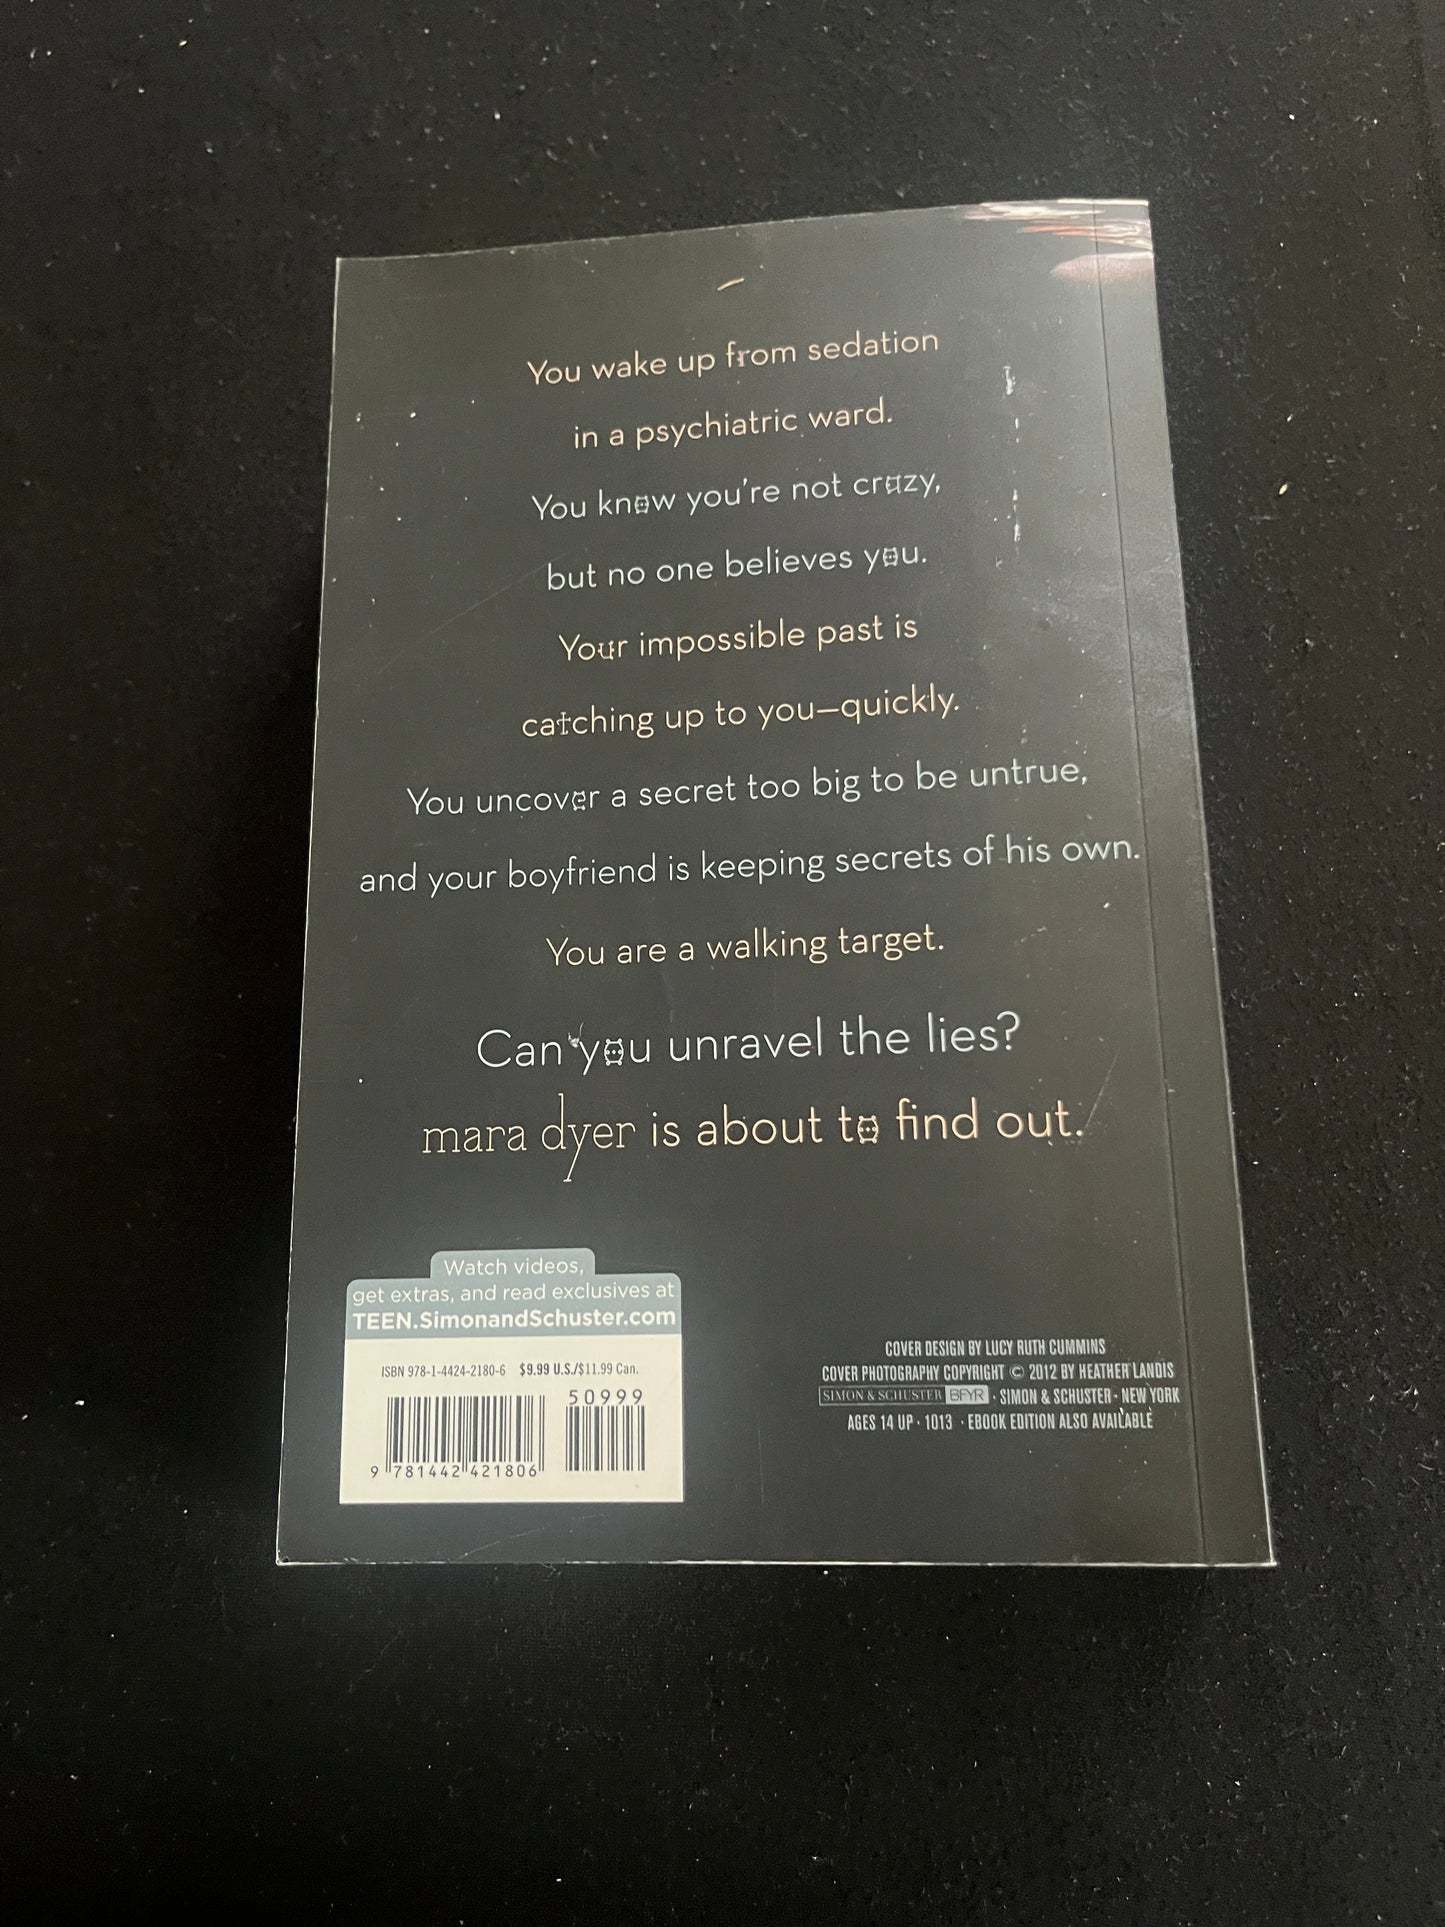 You wake up from sedation
in a psychiatric ward.
You know you're not crazy,
but no one believes you.
Your impossible past is
catching up to you—quickly.
You uncover a secret too big to be untrue,
and your boyfriend is keeping secrets of his own.
You are a walking target.
Can you unravel the lies?
mara dyer is about to find out.
Watch videos,
get extras, and read exclusives at
TEEN.SimonandSchuster.com
ISBN 978-1-4424-2180-6 $9.99 U.S./$11.99 Can.
50999
9 781442 421806
COVER DESIGN BY LUCY RUTH CUMMINS
COVER PHOTOGRAPHY COPYRIGHT © 2012 BY HEATHER LANDIS
SIMON & SCHUSTER BFYR · SIMON & SCHUSTER · NEW YORK
AGES 14 UP · 1013 · EBOOK EDITION ALSO AVAILABLE